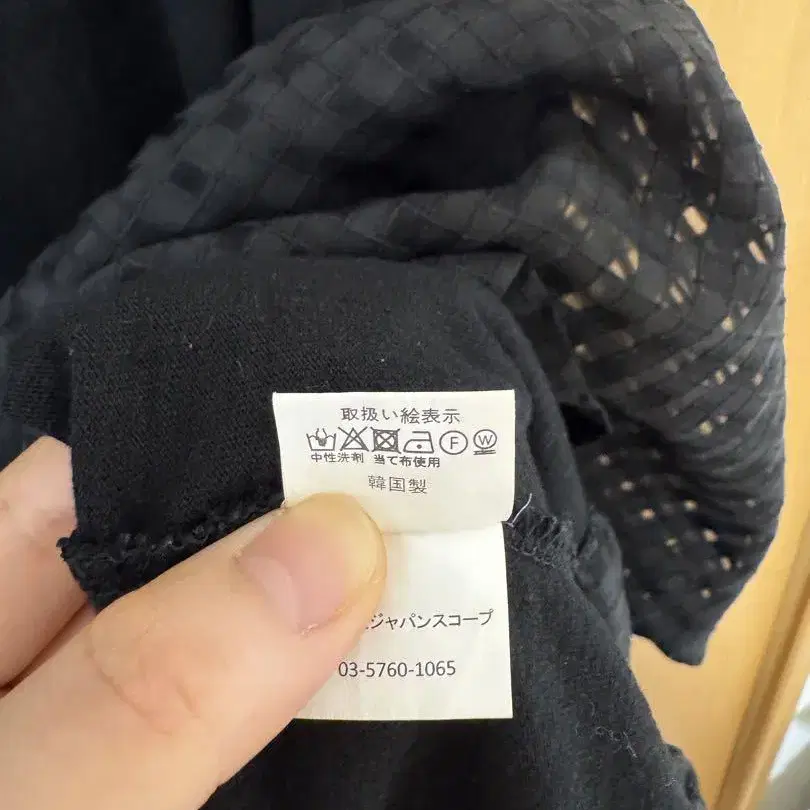 取扱い絵表示
F W
中性洗剤 当て布使用
韓国製
ジャパンスコープ
03-5760-1065